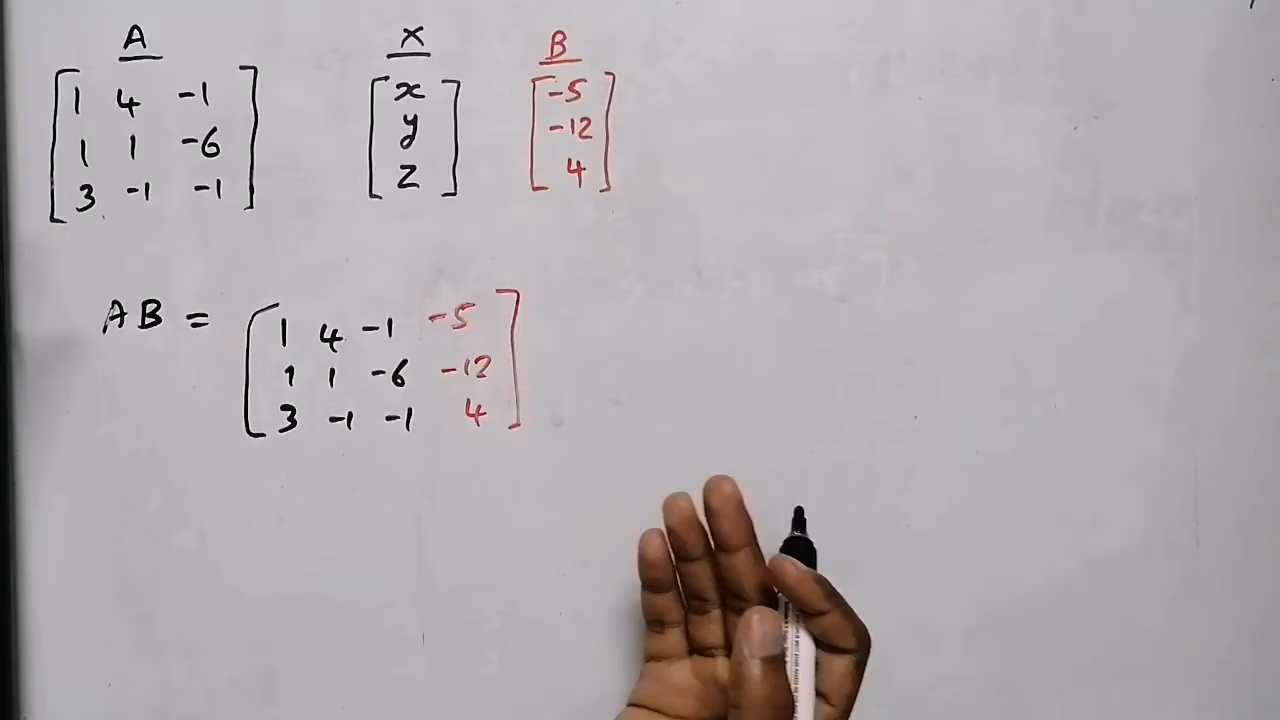 A X B
1 4 -1 x -5
1 1 -6 y -12
3 -1 -1 z 4
AB = 1 4 -1 -5
1 1 -6 -12
3 -1 -1 4